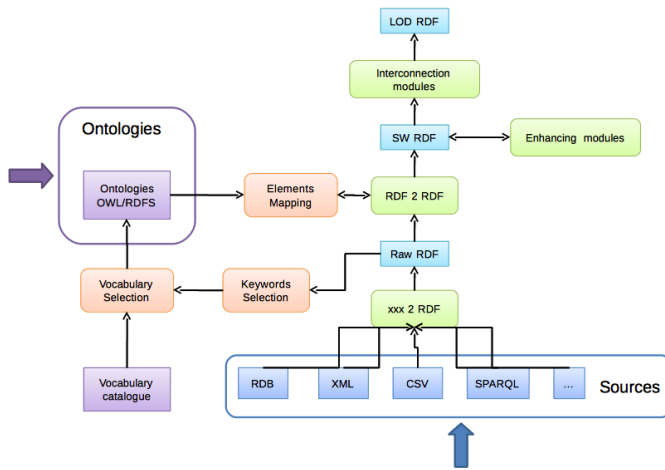 LOD RDF
Interconnection
modules
Ontologies
SW RDF
Enhancing modules
Ontologies
OWL/RDFS
Elements
Mapping
RDF 2 RDF
Raw RDF
Vocabulary
Selection
Keywords
Selection
xxx 2 RDF
Vocabulary
catalogue
RDB
XML
CSV
SPARQL
...
Sources